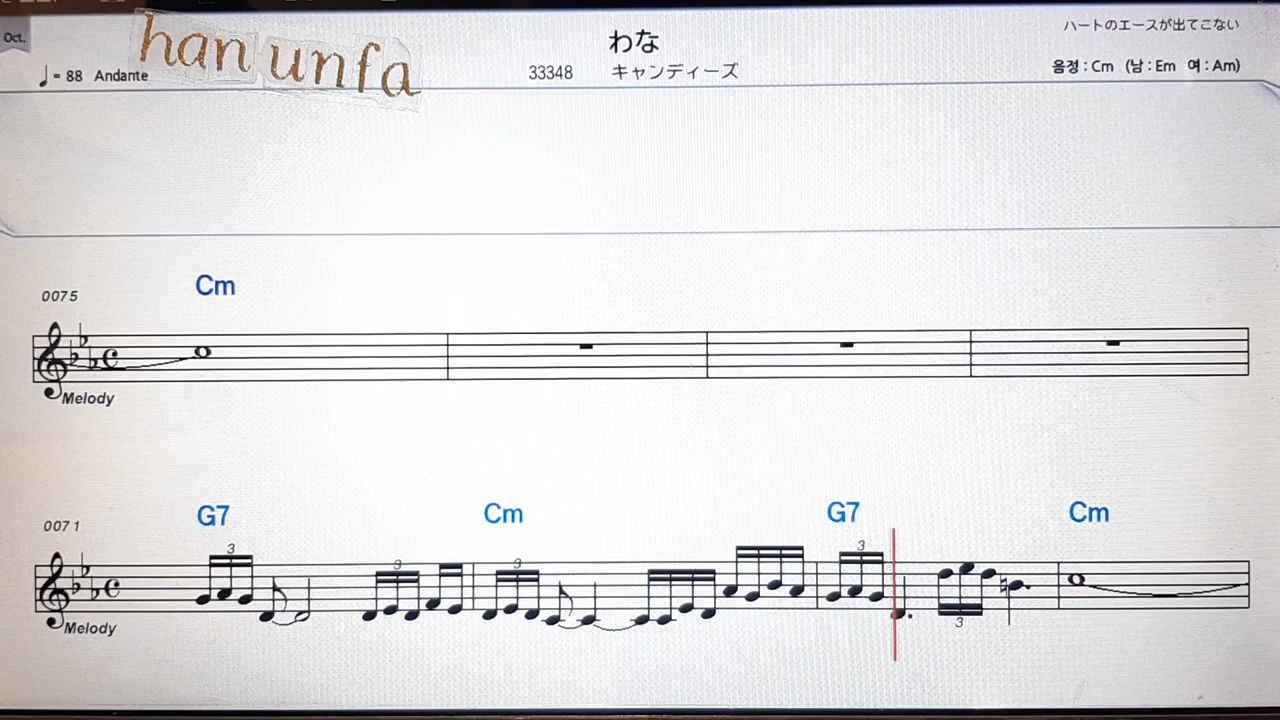 Oct.
han unfa
わな
ハートのエースが出てこない
♩= 88 Andante
33348 キャンディーズ
음정 : Cm (남 : Em 여 : Am)
0075
Cm
Melody
G7 Cm G7 Cm
0071
3 3 3 3 3
Melody